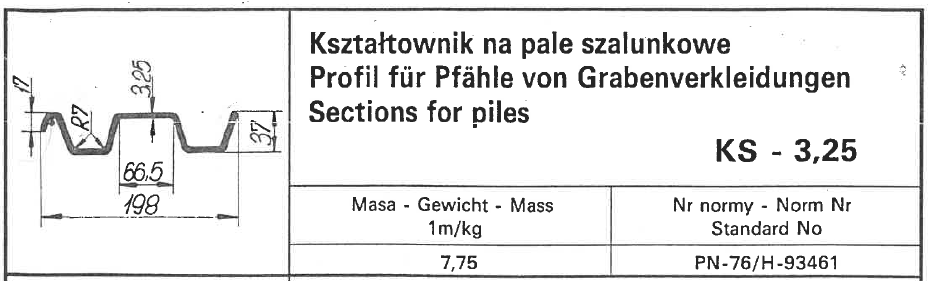 Kształtownik na pale szalunkowe
Profil für Pfähle von Grabenverkleidungen
Sections for piles
KS - 3,25
17
3,25
R7
37
66,5
198
Masa - Gewicht - Mass
1m/kg
Nr normy - Norm Nr
Standard No
7,75
PN-76/H-93461